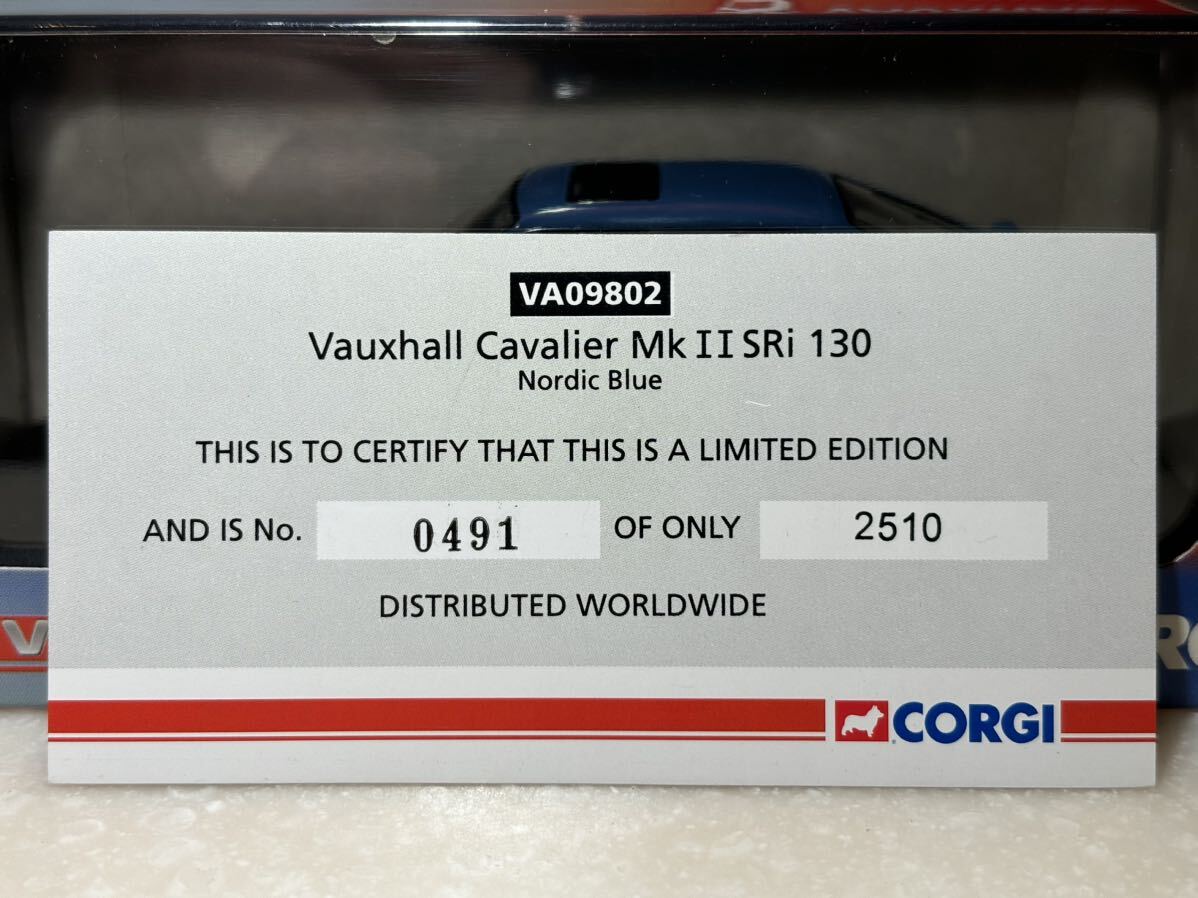 VA09802
Vauxhall Cavalier Mk II SRi 130
Nordic Blue
THIS IS TO CERTIFY THAT THIS IS A LIMITED EDITION
AND IS No. 0491 OF ONLY 2510
DISTRIBUTED WORLDWIDE
CORGI